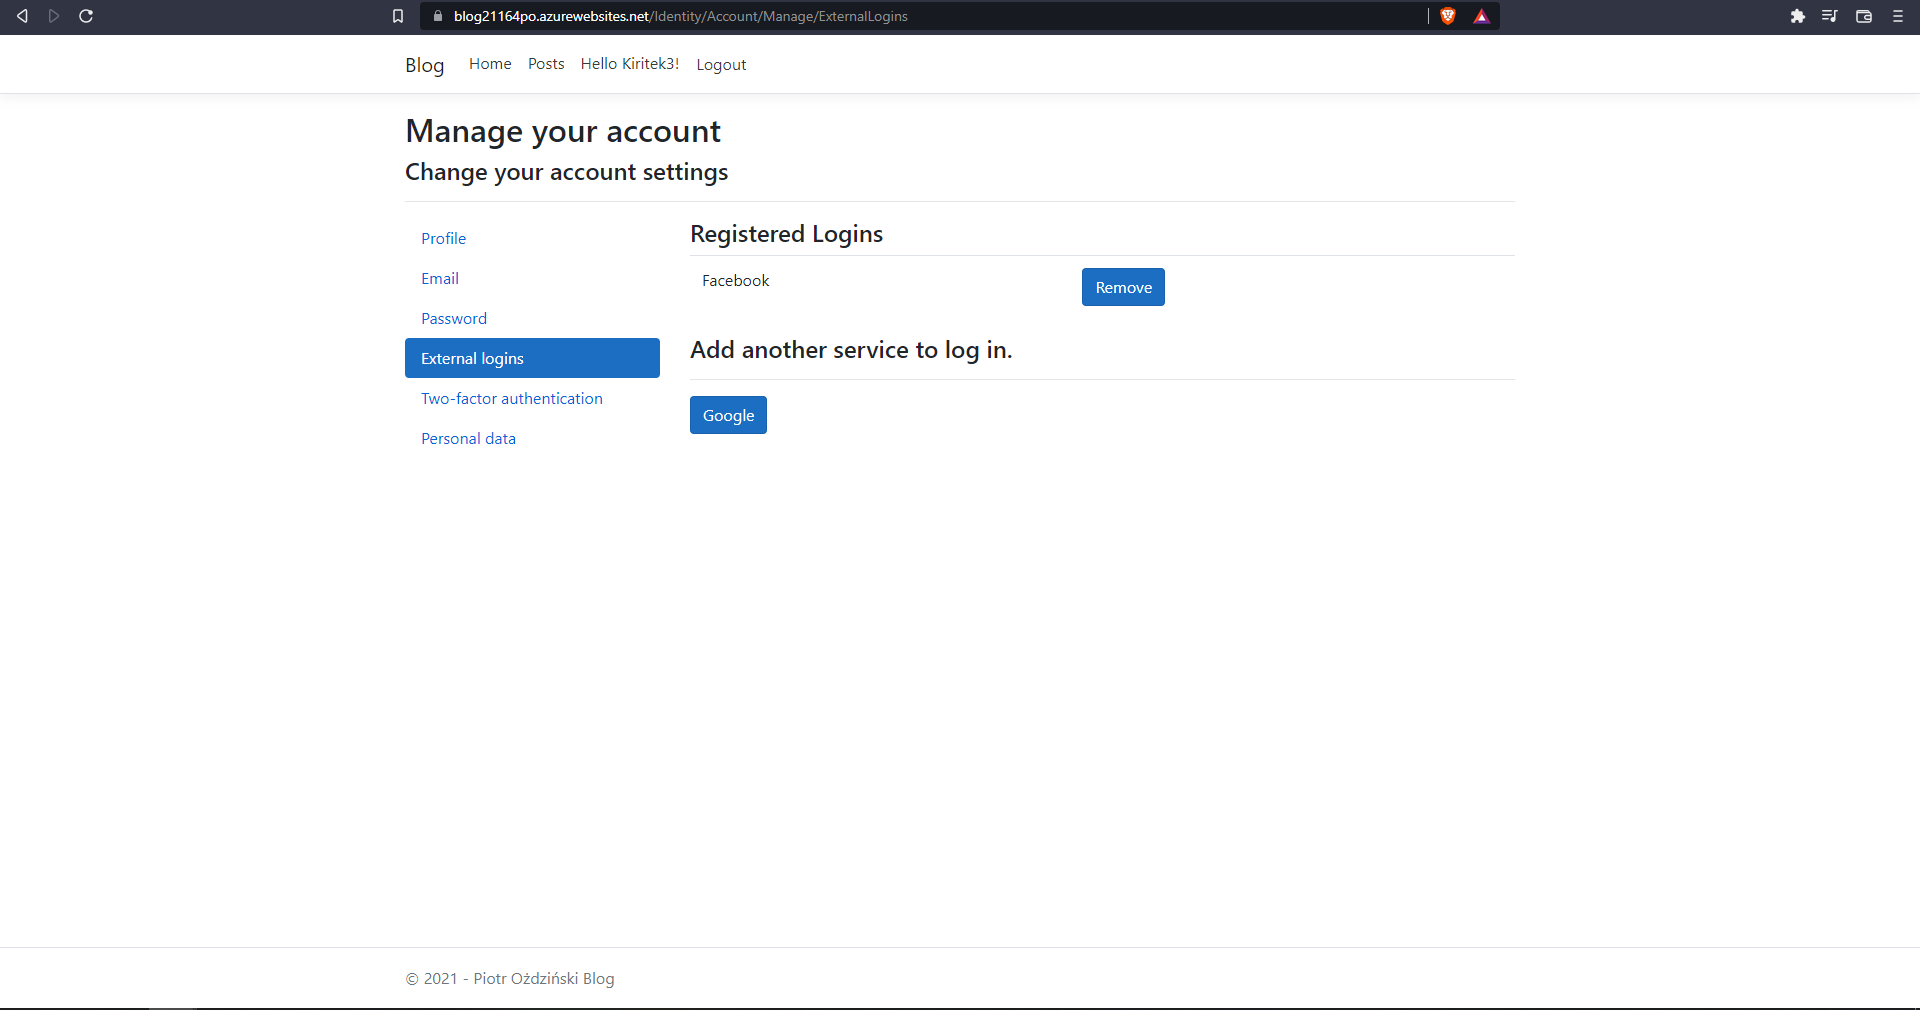 blog21164po.azurewebsites.net/Identity/Account/Manage/ExternalLogins
Blog Home Posts Hello Kiritek3! Logout
Manage your account
Change your account settings
Profile
Email
Password
External logins
Two-factor authentication
Personal data
Registered Logins
Facebook Remove
Add another service to log in.
Google
© 2021 - Piotr Ożdziński Blog